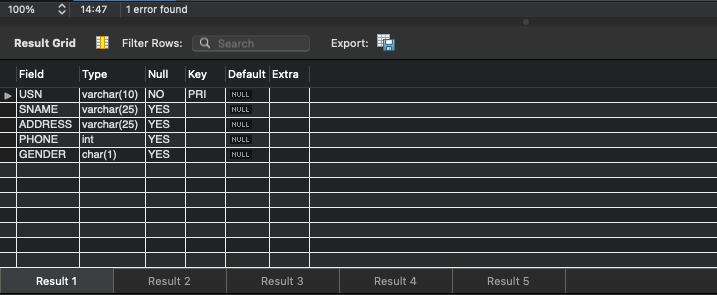 100% 14:47 1 error found
Result Grid Filter Rows: Search Export:
Field Type Null Key Default Extra
USN varchar(10) NO PRI NULL
SNAME varchar(25) YES NULL
ADDRESS varchar(25) YES NULL
PHONE int YES NULL
GENDER char(1) YES NULL
Result 1 Result 2 Result 3 Result 4 Result 5